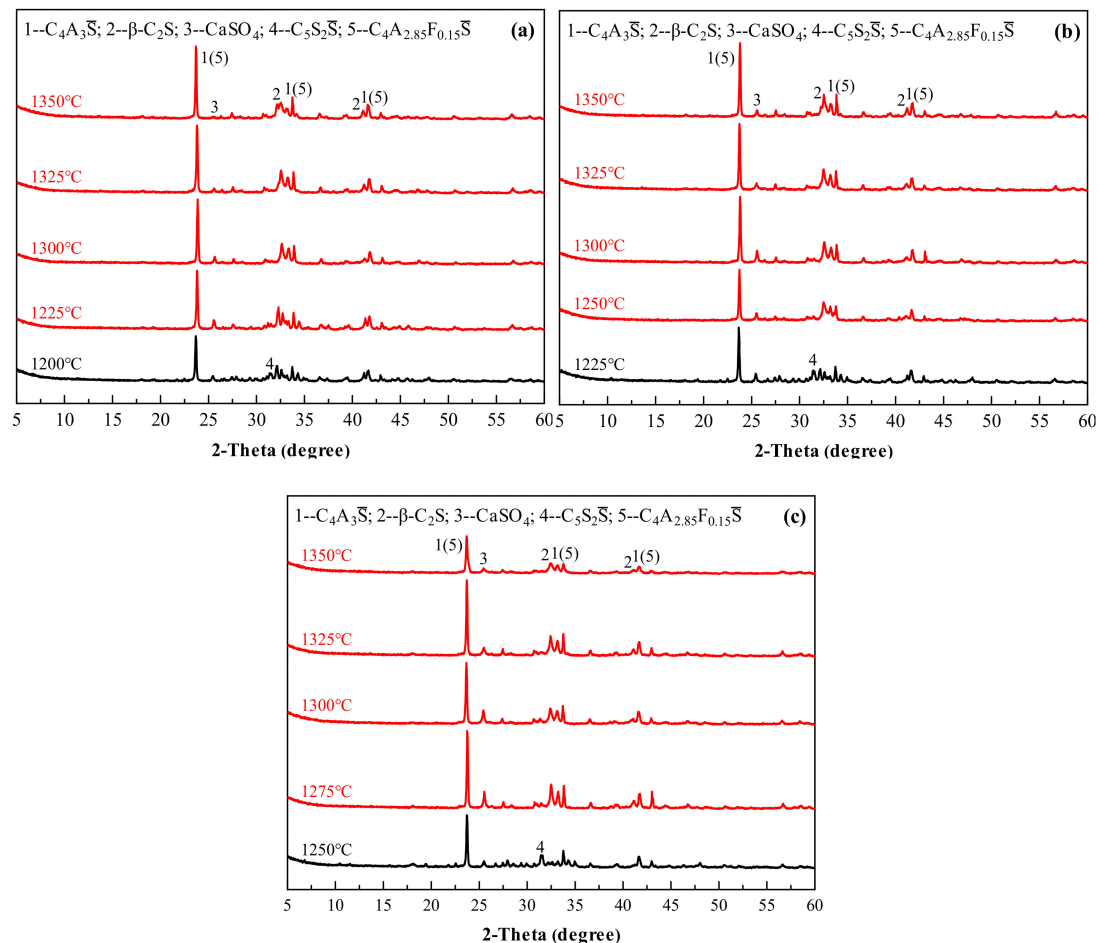 1--C₄A₃S̅; 2--β-C₂S; 3--CaSO₄; 4--C₅S₂S̅; 5--C₄A₂.₈₅F₀.₁₅S̅ (a)
1(5)
1350°C
3
2
1(5)
2
1(5)
1325°C
1300°C
1225°C
1200°C
4
5 10 15 20 25 30 35 40 45 50 55 60
2-Theta (degree)
1--C₄A₃S̅; 2--β-C₂S; 3--CaSO₄; 4--C₅S₂S̅; 5--C₄A₂.₈₅F₀.₁₅S̅ (b)
1(5)
1350°C
3
2
1(5)
2
1(5)
1325°C
1300°C
1250°C
1225°C
4
5 10 15 20 25 30 35 40 45 50 55 60
2-Theta (degree)
1--C₄A₃S̅; 2--β-C₂S; 3--CaSO₄; 4--C₅S₂S̅; 5--C₄A₂.₈₅F₀.₁₅S̅ (c)
1(5)
1350°C
3
2
1(5)
2
1(5)
1325°C
1300°C
1275°C
1250°C
4
5 10 15 20 25 30 35 40 45 50 55 60
2-Theta (degree)